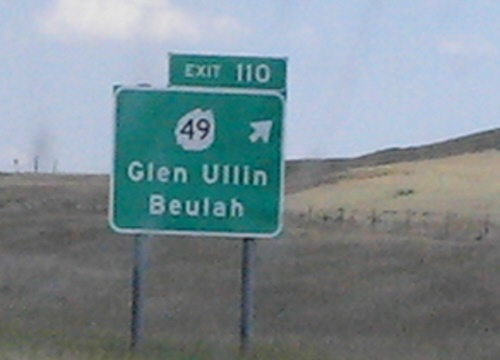 EXIT 110
49
Glen Ullin
Beulah